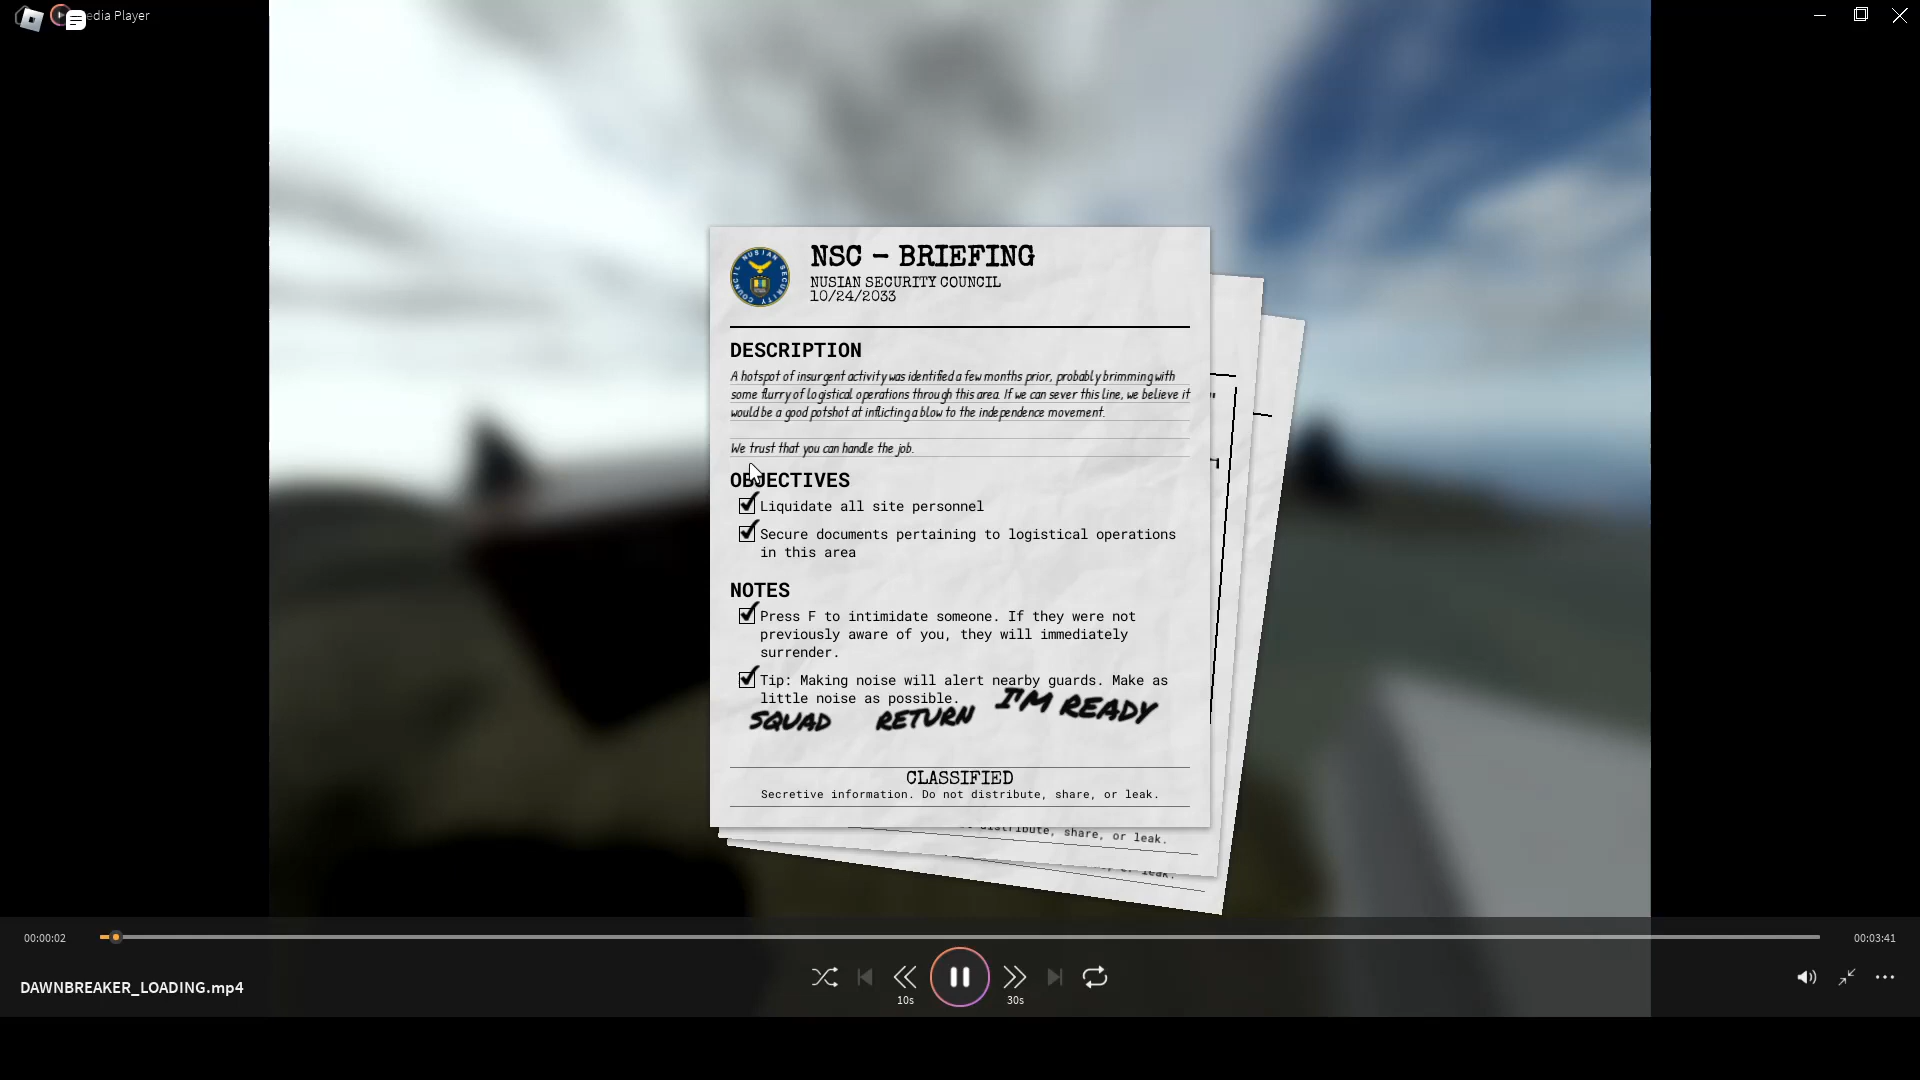 edia Player
NSC - BRIEFING
NUSIAN SECURITY COUNCIL
10/24/2033
NUSIAN SECURITY COUNCIL
DESCRIPTION
A hotspot of insurgent activity was identified a few months prior, probably brimming with
some flurry of logistical operations through this area. If we can sever this line, we believe it
would be a good potshot at inflicting a blow to the independence movement.
We trust that you can handle the job.
OBJECTIVES
Liquidate all site personnel
Secure documents pertaining to logistical operations
in this area
NOTES
Press F to intimidate someone. If they were not
previously aware of you, they will immediately
surrender.
Tip: Making noise will alert nearby guards. Make as
little noise as possible.
SQUAD RETURN I'M READY
CLASSIFIED
Secretive information. Do not distribute, share, or leak.
distribute, share, or leak.
or leak.
00:00:02
00:03:41
10s
30s
DAWNBREAKER_LOADING.mp4